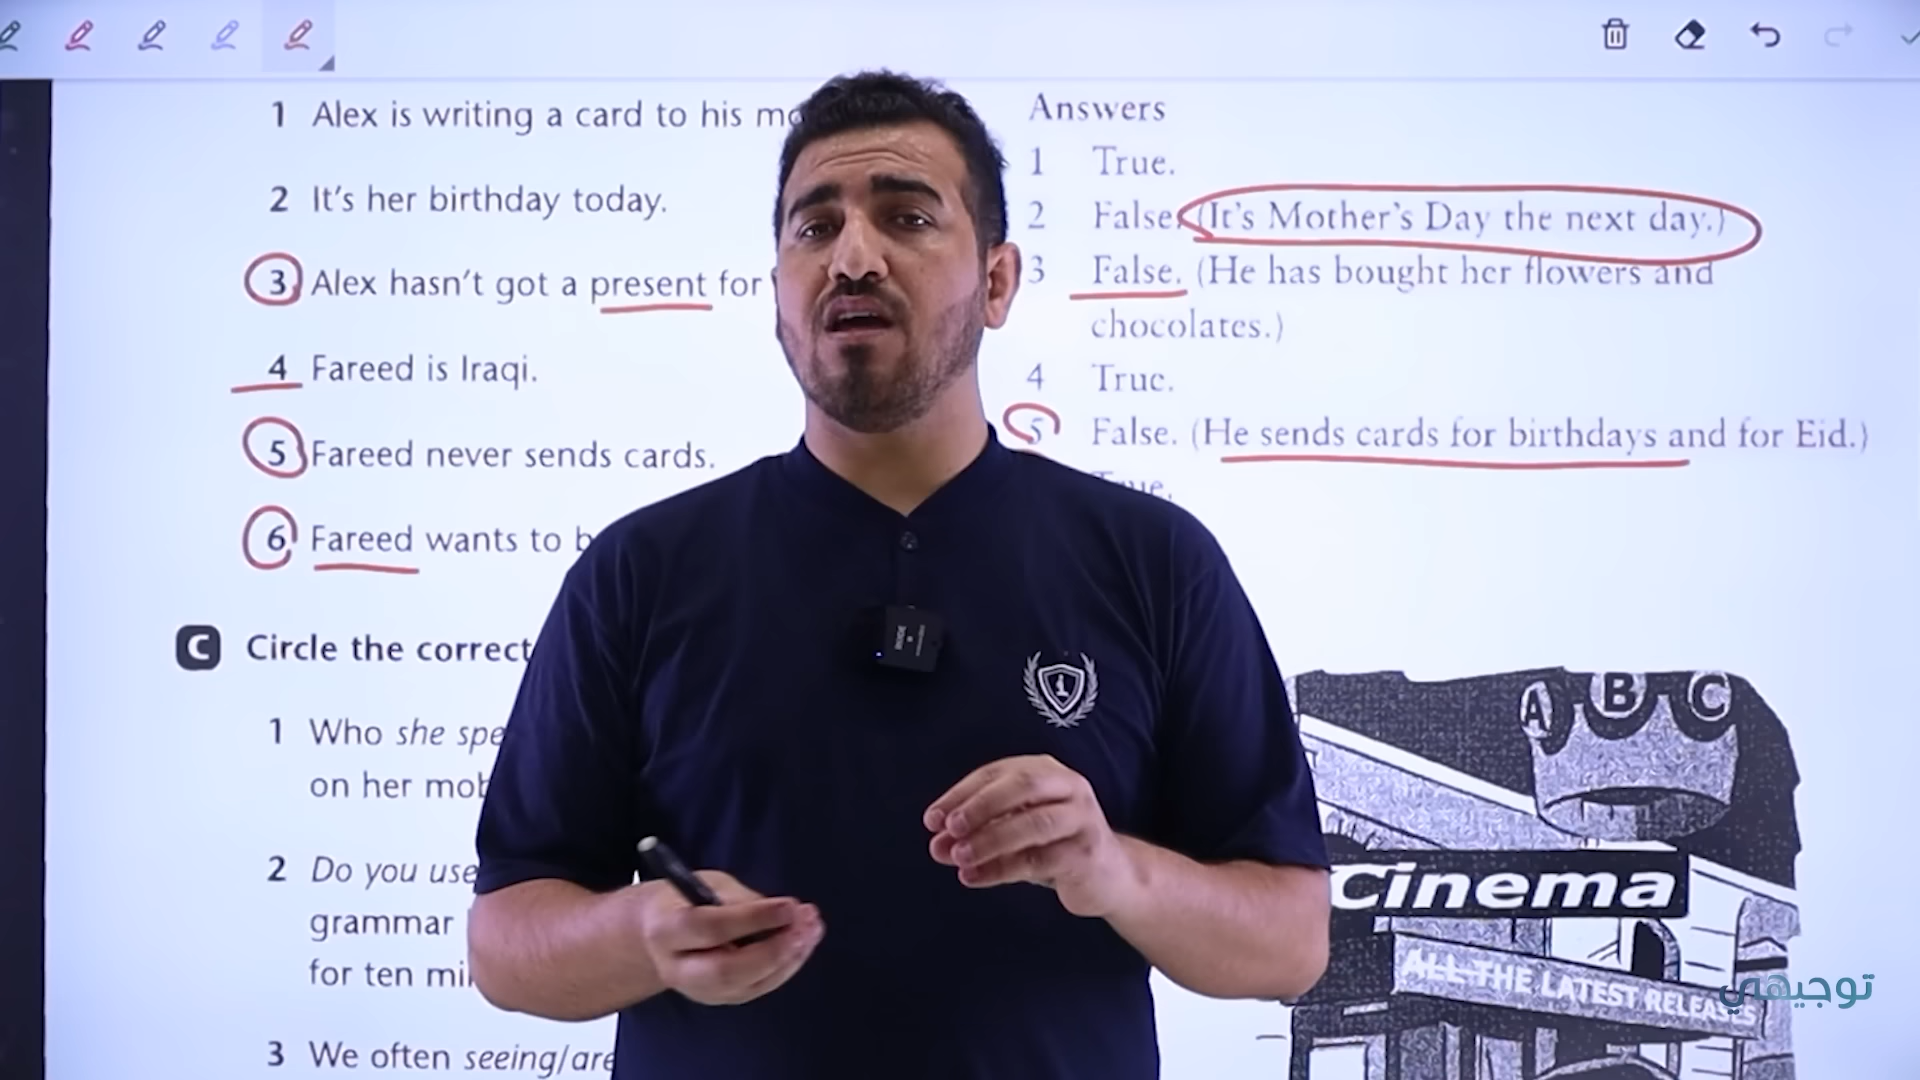 1 Alex is writing a card to his
2 It's her birthday today.
3 Alex hasn't got a present for
4 Fareed is Iraqi.
5 Fareed never sends cards.
6 Fareed wants to
C Circle the correct
1 Who she
on her
2 Do you use
grammar
for ten
3 We often seeing/are
Answers
1 True.
2 False. (It's Mother's Day the next day.)
3 False. (He has bought her flowers and
chocolates.)
4 True.
5 False. (He sends cards for birthdays and for Eid.)
True.
A B C
Cinema
ALL THE LATEST RELEASES
توجيهي